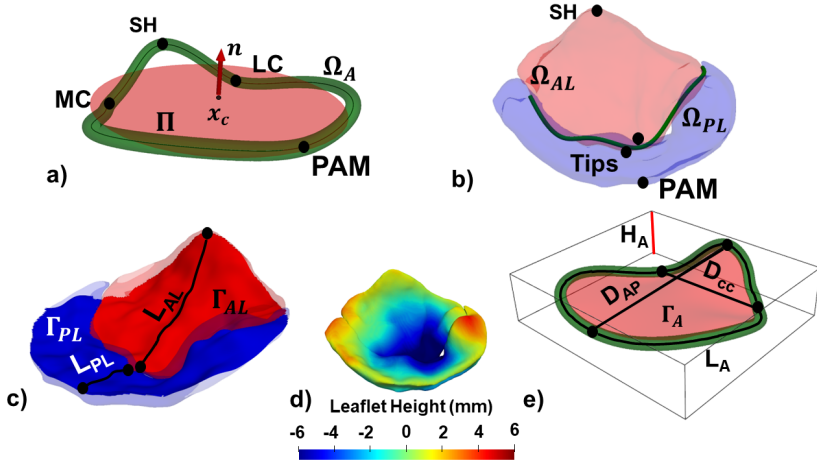 SH
n
LC
Ω_A
MC
Π
x_c
PAM
a)
SH
Ω_AL
Ω_PL
Tips
PAM
b)
L_AL
Γ_AL
Γ_PL
L_PL
c)
d)
Leaflet Height (mm)
-6 -4 -2 0 2 4 6
H_A
D_AP
D_cc
Γ_A
L_A
e)